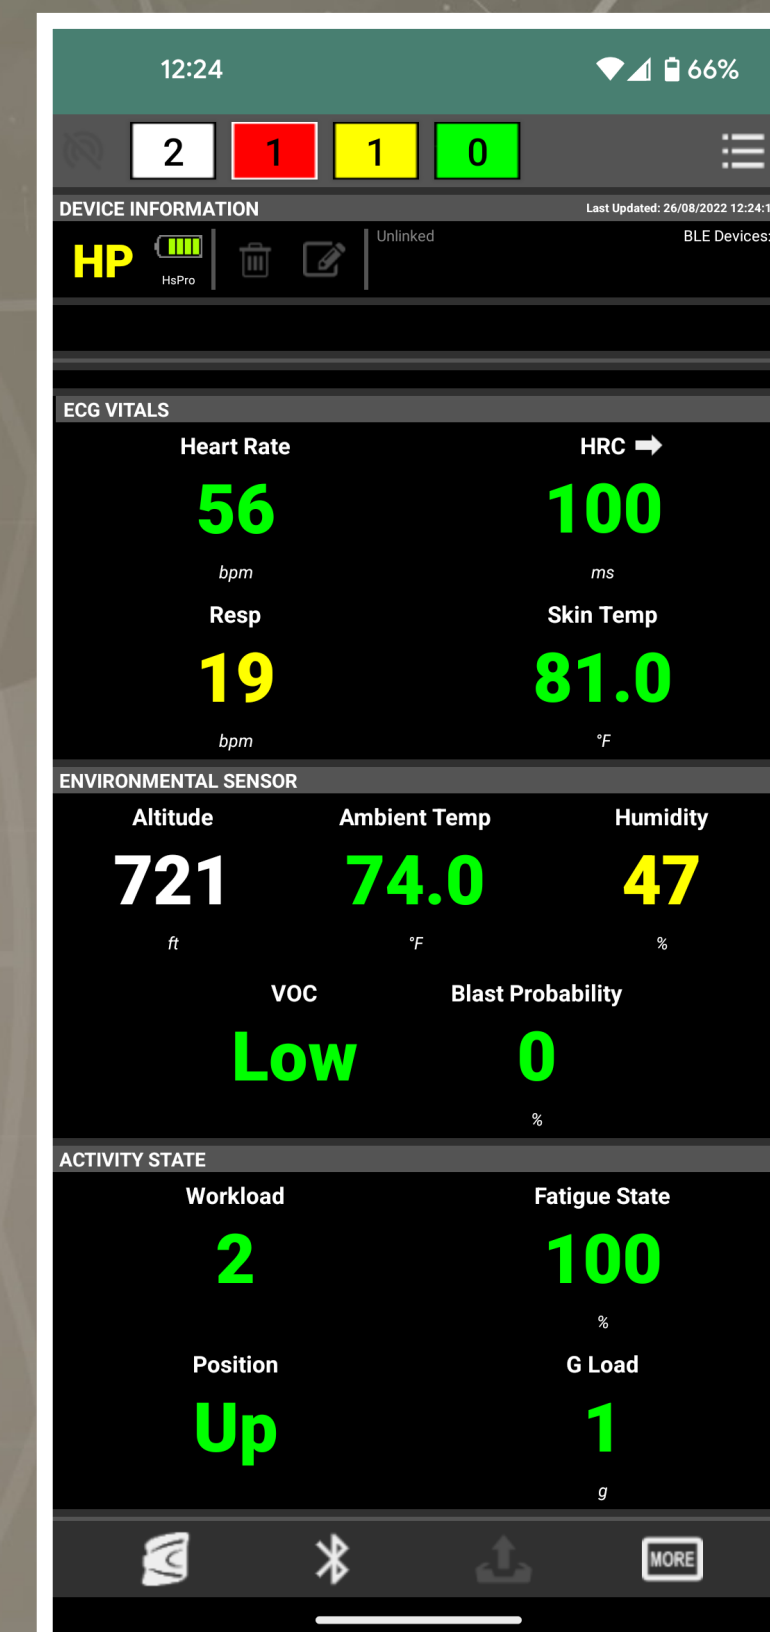 12:24 66%
2 1 1 0
DEVICE INFORMATION Last Updated: 26/08/2022 12:24:1
HP Unlinked BLE Devices:
HsPro
ECG VITALS
Heart Rate HRC
56 100
bpm ms
Resp Skin Temp
19 81.0
bpm °F
ENVIRONMENTAL SENSOR
Altitude Ambient Temp Humidity
721 74.0 47
ft °F %
VOC Blast Probability
Low 0
%
ACTIVITY STATE
Workload Fatigue State
2 100
%
Position G Load
Up 1
g
MORE